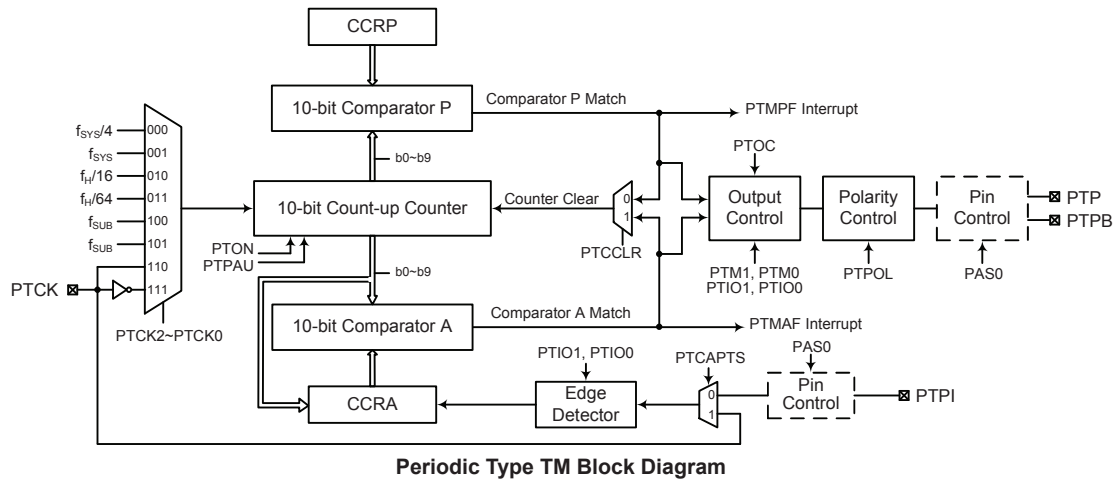 CCRP
10-bit Comparator P
Comparator P Match
PTMPF Interrupt
fSYS/4
000
fSYS
001
fH/16
010
fH/64
011
fSUB
100
fSUB
101
110
111
PTCK
PTCK2~PTCK0
b0~b9
10-bit Count-up Counter
Counter Clear
0
1
PTCCLR
PTON
PTPAU
b0~b9
PTOC
Output
Control
PTM1, PTM0
PTIO1, PTIO0
Polarity
Control
PTPOL
Pin
Control
PAS0
PTP
PTPB
10-bit Comparator A
Comparator A Match
PTMAF Interrupt
CCRA
PTIO1, PTIO0
Edge
Detector
PTCAPTS
0
1
PAS0
Pin
Control
PTPI
Periodic Type TM Block Diagram